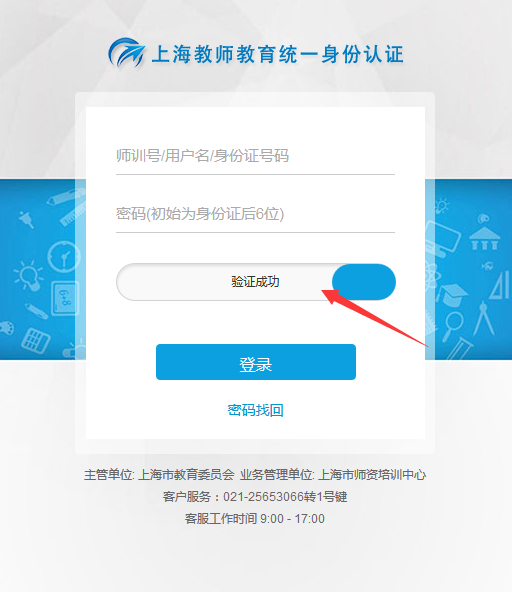 上海教师教育统一身份认证
师训号/用户名/身份证号码
密码(初始为身份证后6位)
验证成功
登录
密码找回
主管单位: 上海市教育委员会 业务管理单位: 上海市师资培训中心
客户服务：021-25653066转1号键
客服工作时间 9:00 - 17:00